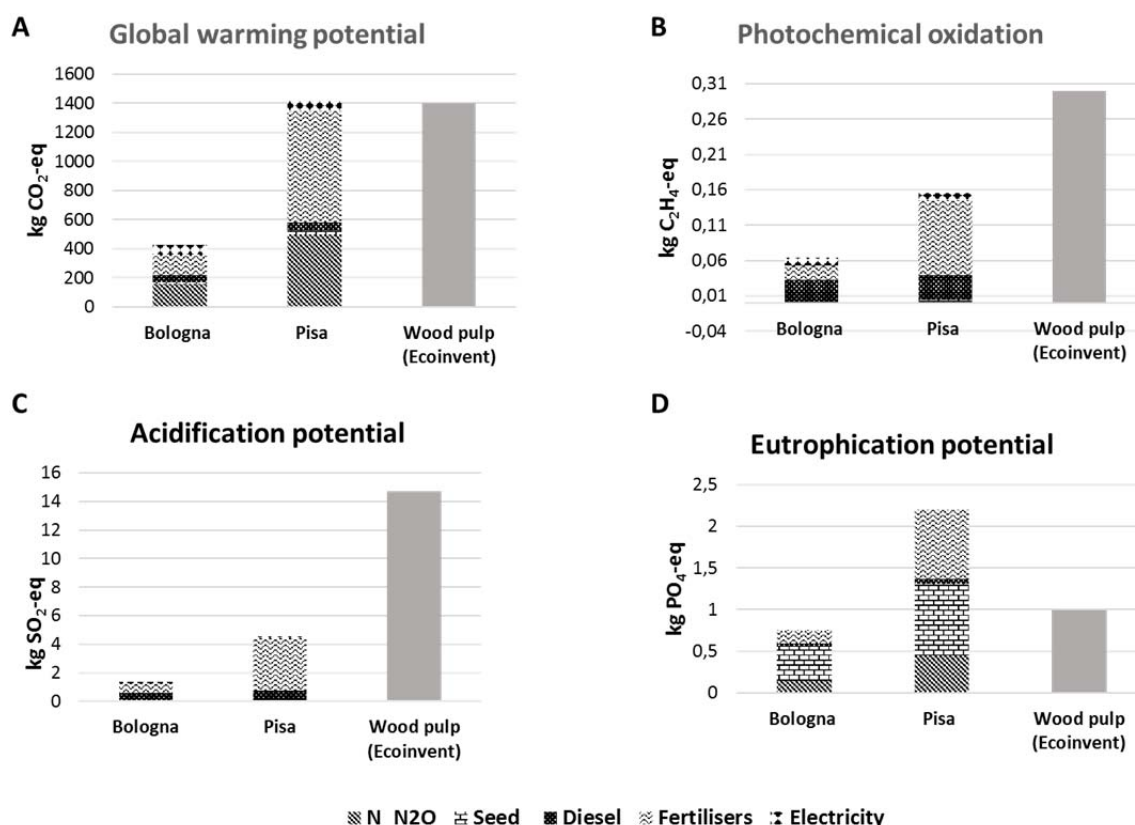 A
Global warming potential
kg CO₂-eq
1600
1400
1200
1000
800
600
400
200
0
Bologna
Pisa
Wood pulp
(Ecoinvent)
B
Photochemical oxidation
kg C₂H₄-eq
0,31
0,26
0,21
0,16
0,11
0,06
0,01
-0,04
Bologna
Pisa
Wood pulp
(Ecoinvent)
C
Acidification potential
kg SO₂-eq
16
14
12
10
8
6
4
2
0
Bologna
Pisa
Wood pulp
(Ecoinvent)
D
Eutrophication potential
kg PO₄-eq
2,5
2
1,5
1
0,5
0
Bologna
Pisa
Wood pulp
(Ecoinvent)
N N2O Seed Diesel Fertilisers Electricity